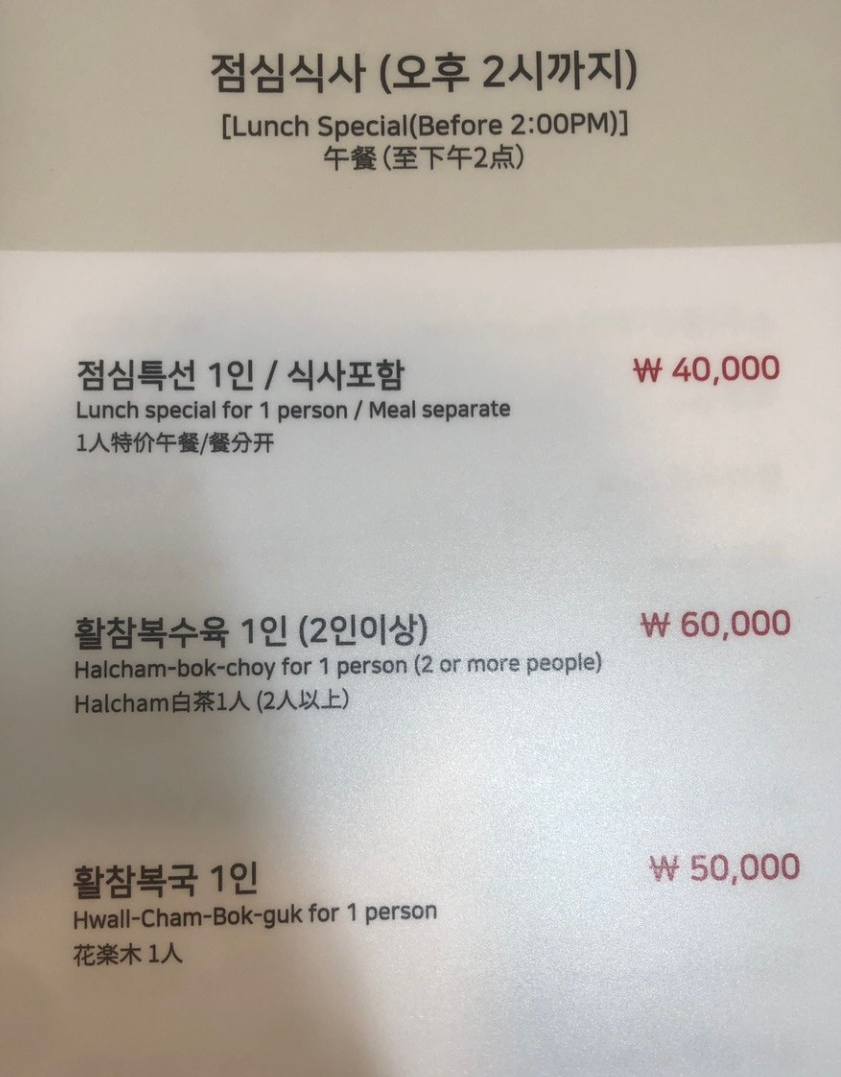 점심식사 (오후 2시까지)
[Lunch Special(Before 2:00PM)]
午餐 (至下午2点)
점심특선 1인 / 식사포함
₩ 40,000
Lunch special for 1 person / Meal separate
1人特价午餐/餐分开
활참복수육 1인 (2인이상)
₩ 60,000
Halcham-bok-choy for 1 person (2 or more people)
Halcham白茶1人 (2人以上)
활참복국 1인
₩ 50,000
Hwall-Cham-Bok-guk for 1 person
花楽木 1人